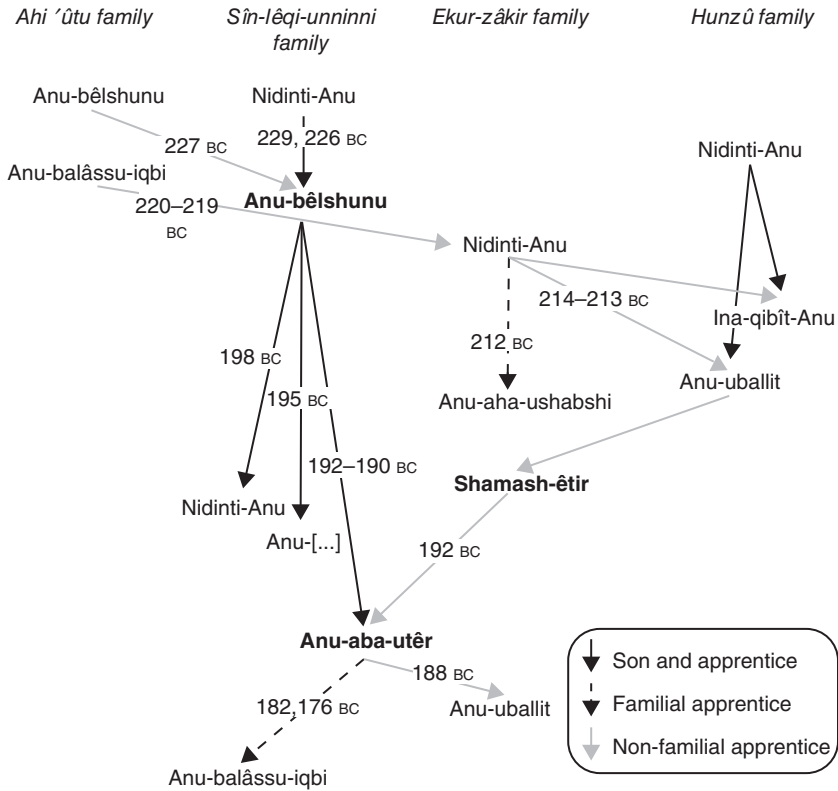 Ahi ʾûtu family
Sîn-lêqi-unninni
family
Ekur-zâkir family
Hunzû family
Anu-bêlshunu
Nidinti-Anu
227 BC
229, 226 BC
Nidinti-Anu
Anu-balâssu-iqbi
Anu-bêlshunu
220–219
BC
Nidinti-Anu
214–213 BC
Ina-qibît-Anu
212 BC
198 BC
Anu-uballit
195 BC
Anu-aha-ushabshi
192–190 BC
Shamash-êtir
Nidinti-Anu
Anu-[...]
192 BC
Anu-aba-utêr
188 BC
182,176 BC
Anu-uballit
Anu-balâssu-iqbi
Son and apprentice
Familial apprentice
Non-familial apprentice